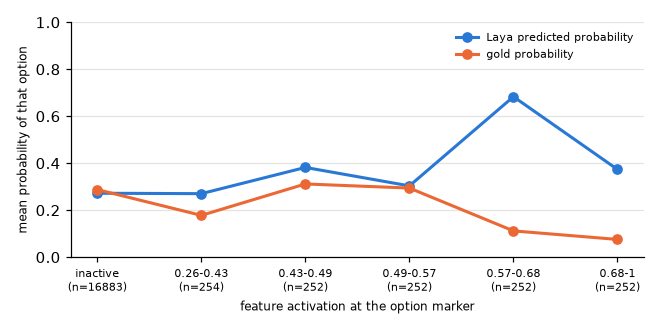 1.0
0.8
0.6
0.4
0.2
0.0
mean probability of that option
Laya predicted probability
gold probability
inactive
(n=16883)
0.26-0.43
(n=254)
0.43-0.49
(n=252)
0.49-0.57
(n=252)
0.57-0.68
(n=252)
0.68-1
(n=252)
feature activation at the option marker